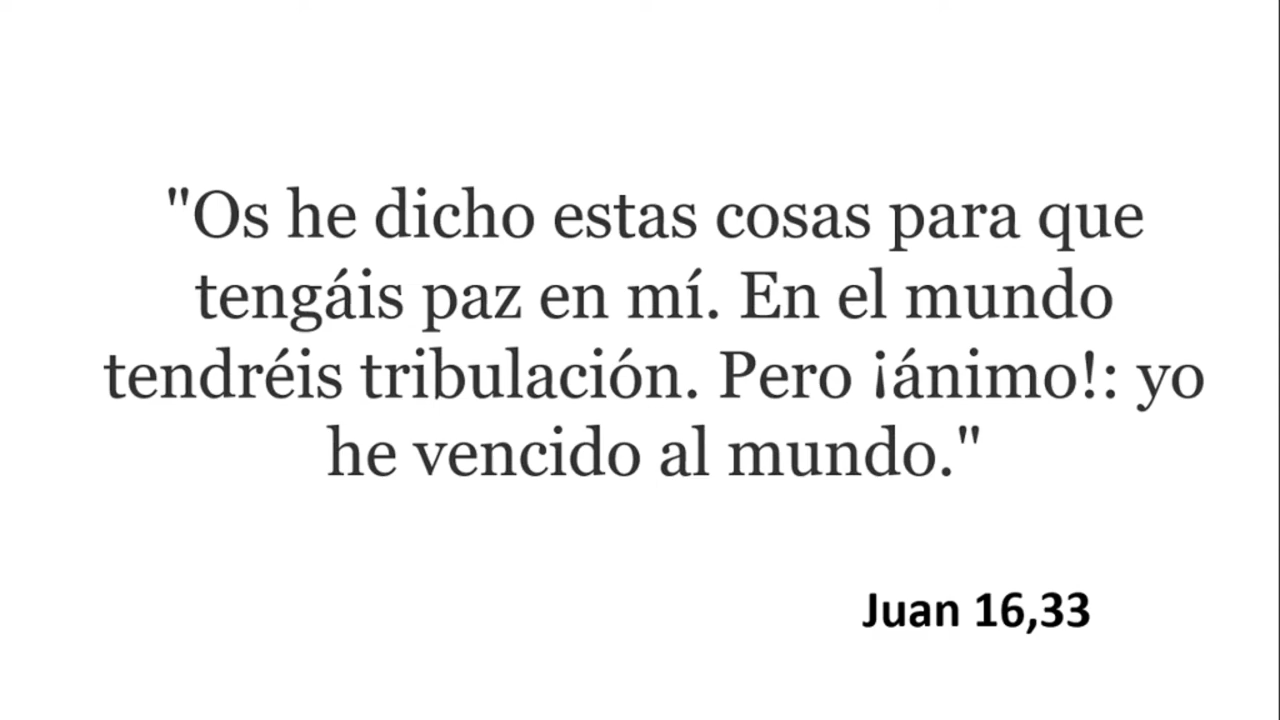 "Os he dicho estas cosas para que
tengáis paz en mí. En el mundo
tendréis tribulación. Pero ¡ánimo!: yo
he vencido al mundo."
Juan 16,33